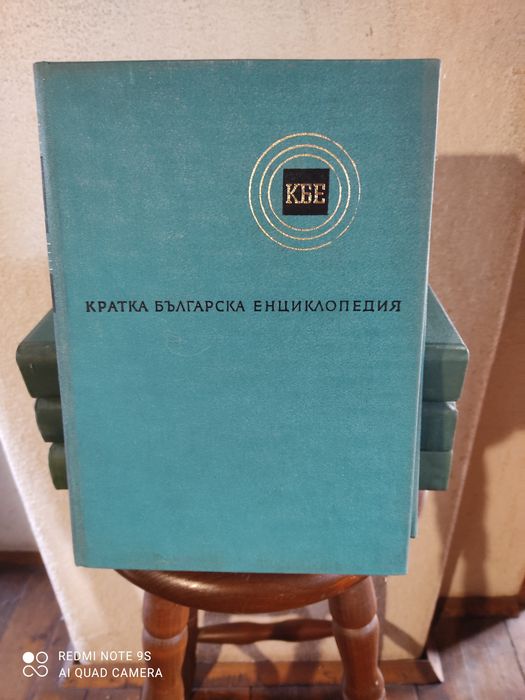 КБЕ
КРАТКА БЪЛГАРСКА ЕНЦИКЛОПЕДИЯ
REDMI NOTE 9S
AI QUAD CAMERA